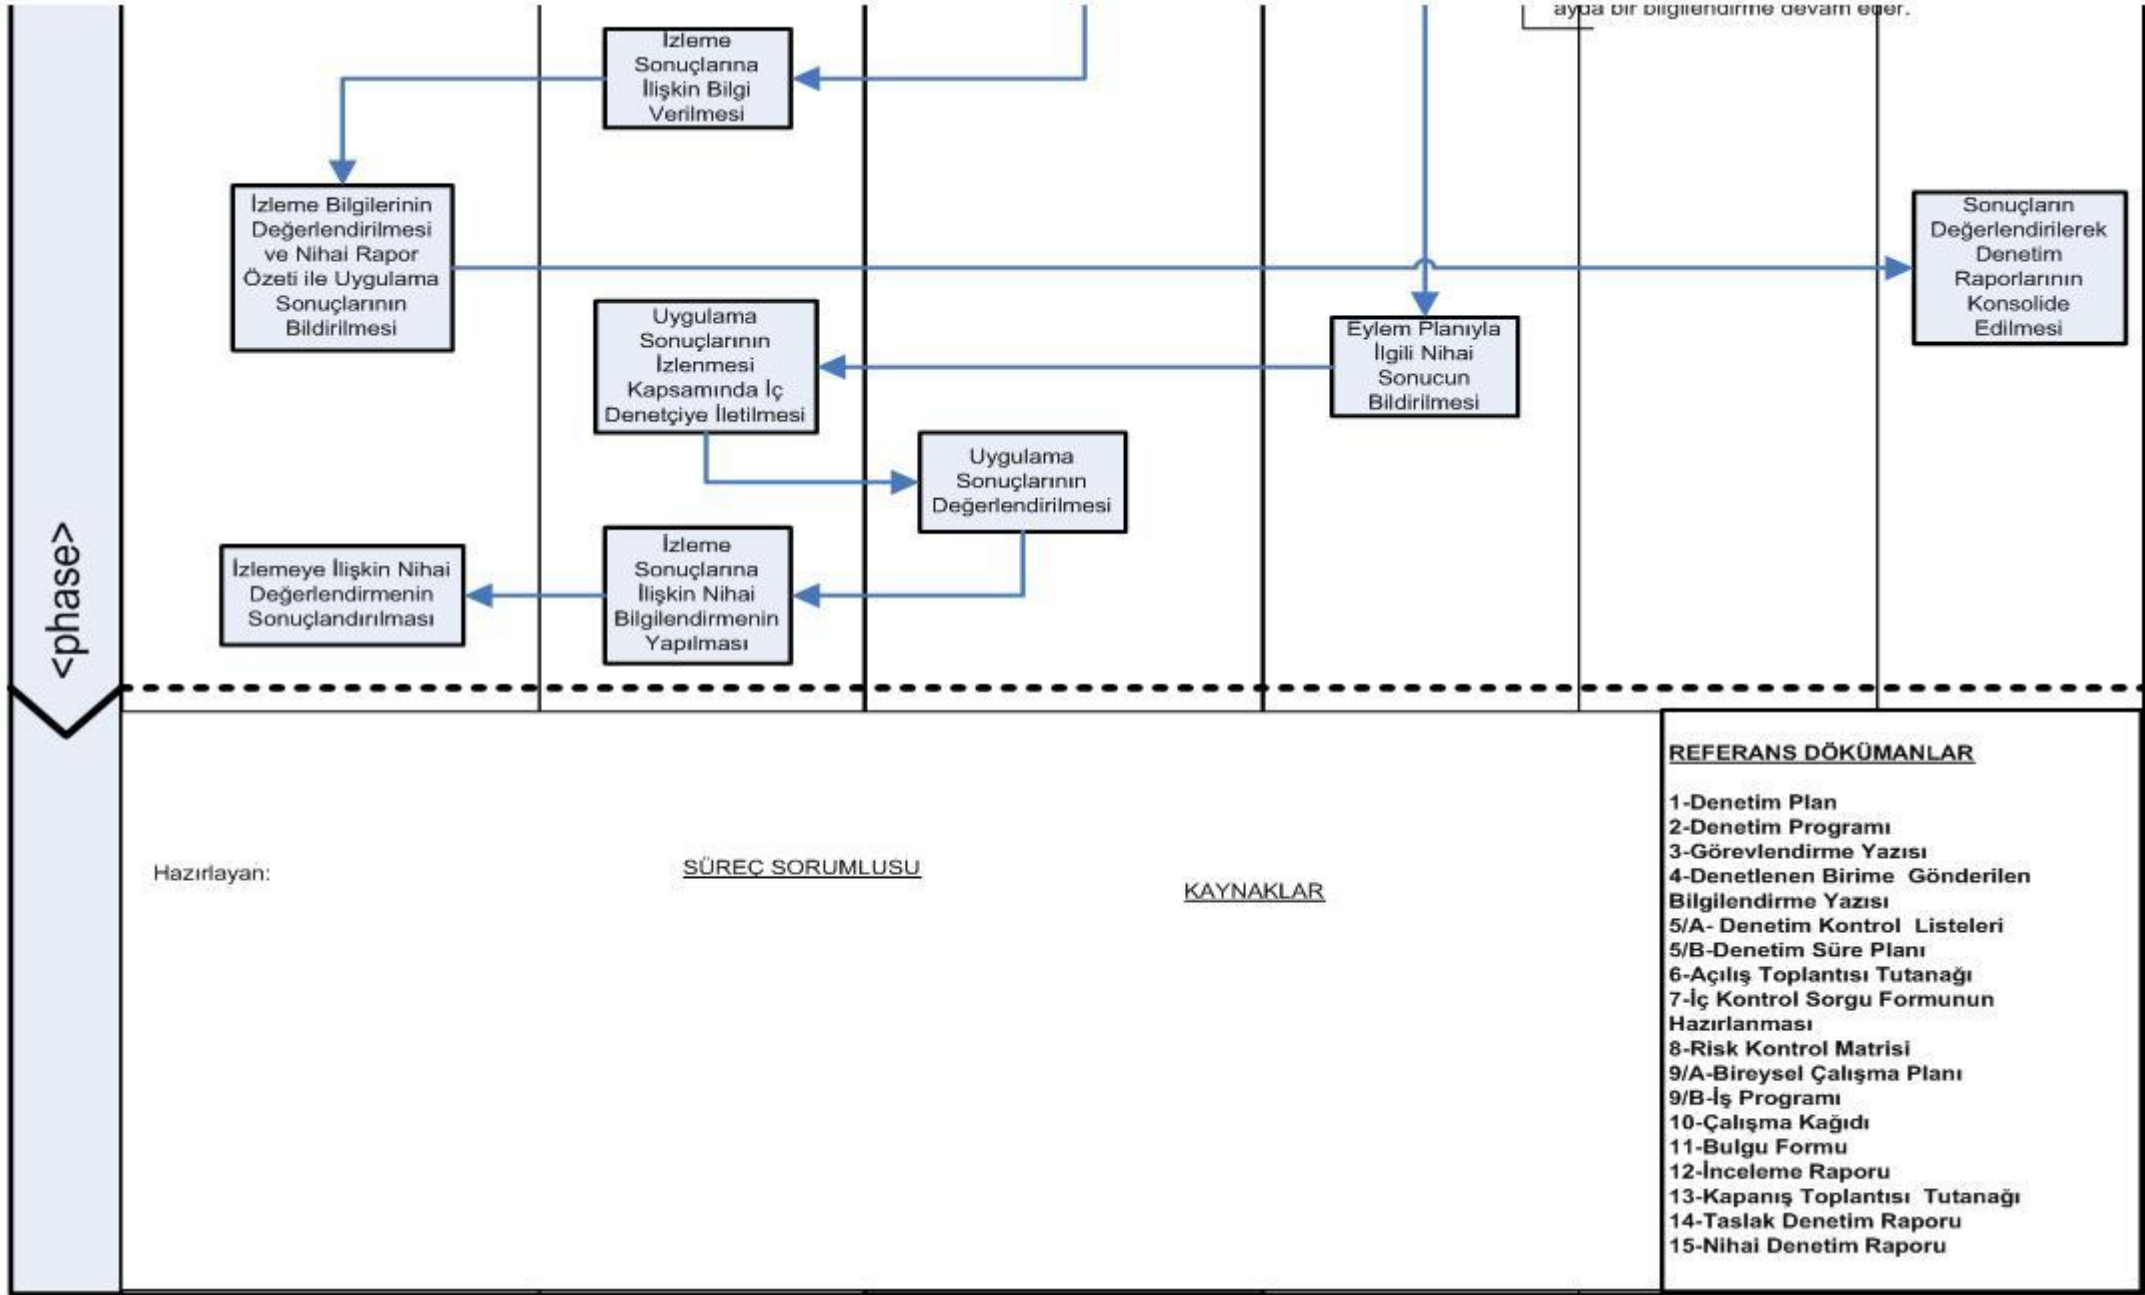 ayda bir bilgilendirme devam eder.
İzleme
Sonuçlarına
İlişkin Bilgi
Verilmesi
İzleme Bilgilerinin
Değerlendirilmesi
ve Nihai Rapor
Özeti ile Uygulama
Sonuçlarının
Bildirilmesi
Sonuçların
Değerlendirilerek
Denetim
Raporlarının
Konsolide
Edilmesi
Uygulama
Sonuçlarının
İzlenmesi
Kapsamında İç
Denetçiye İletilmesi
Eylem Planıyla
İlgili Nihai
Sonucun
Bildirilmesi
Uygulama
Sonuçlarının
Değerlendirilmesi
İzleme
Sonuçlarına
İlişkin Nihai
Bilgilendirmenin
Yapılması
İzlemeye İlişkin Nihai
Değerlendirmenin
Sonuçlandırılması
<phase>
Hazırlayan:
SÜREÇ SORUMLUSU
KAYNAKLAR
REFERANS DÖKÜMANLAR
1-Denetim Plan
2-Denetim Programı
3-Görevlendirme Yazısı
4-Denetlenen Birime Gönderilen
Bilgilendirme Yazısı
5/A- Denetim Kontrol Listeleri
5/B-Denetim Süre Planı
6-Açılış Toplantısı Tutanağı
7-İç Kontrol Sorgu Formunun
Hazırlanması
8-Risk Kontrol Matrisi
9/A-Bireysel Çalışma Planı
9/B-İş Programı
10-Çalışma Kağıdı
11-Bulgu Formu
12-İnceleme Raporu
13-Kapanış Toplantısı Tutanağı
14-Taslak Denetim Raporu
15-Nihai Denetim Raporu